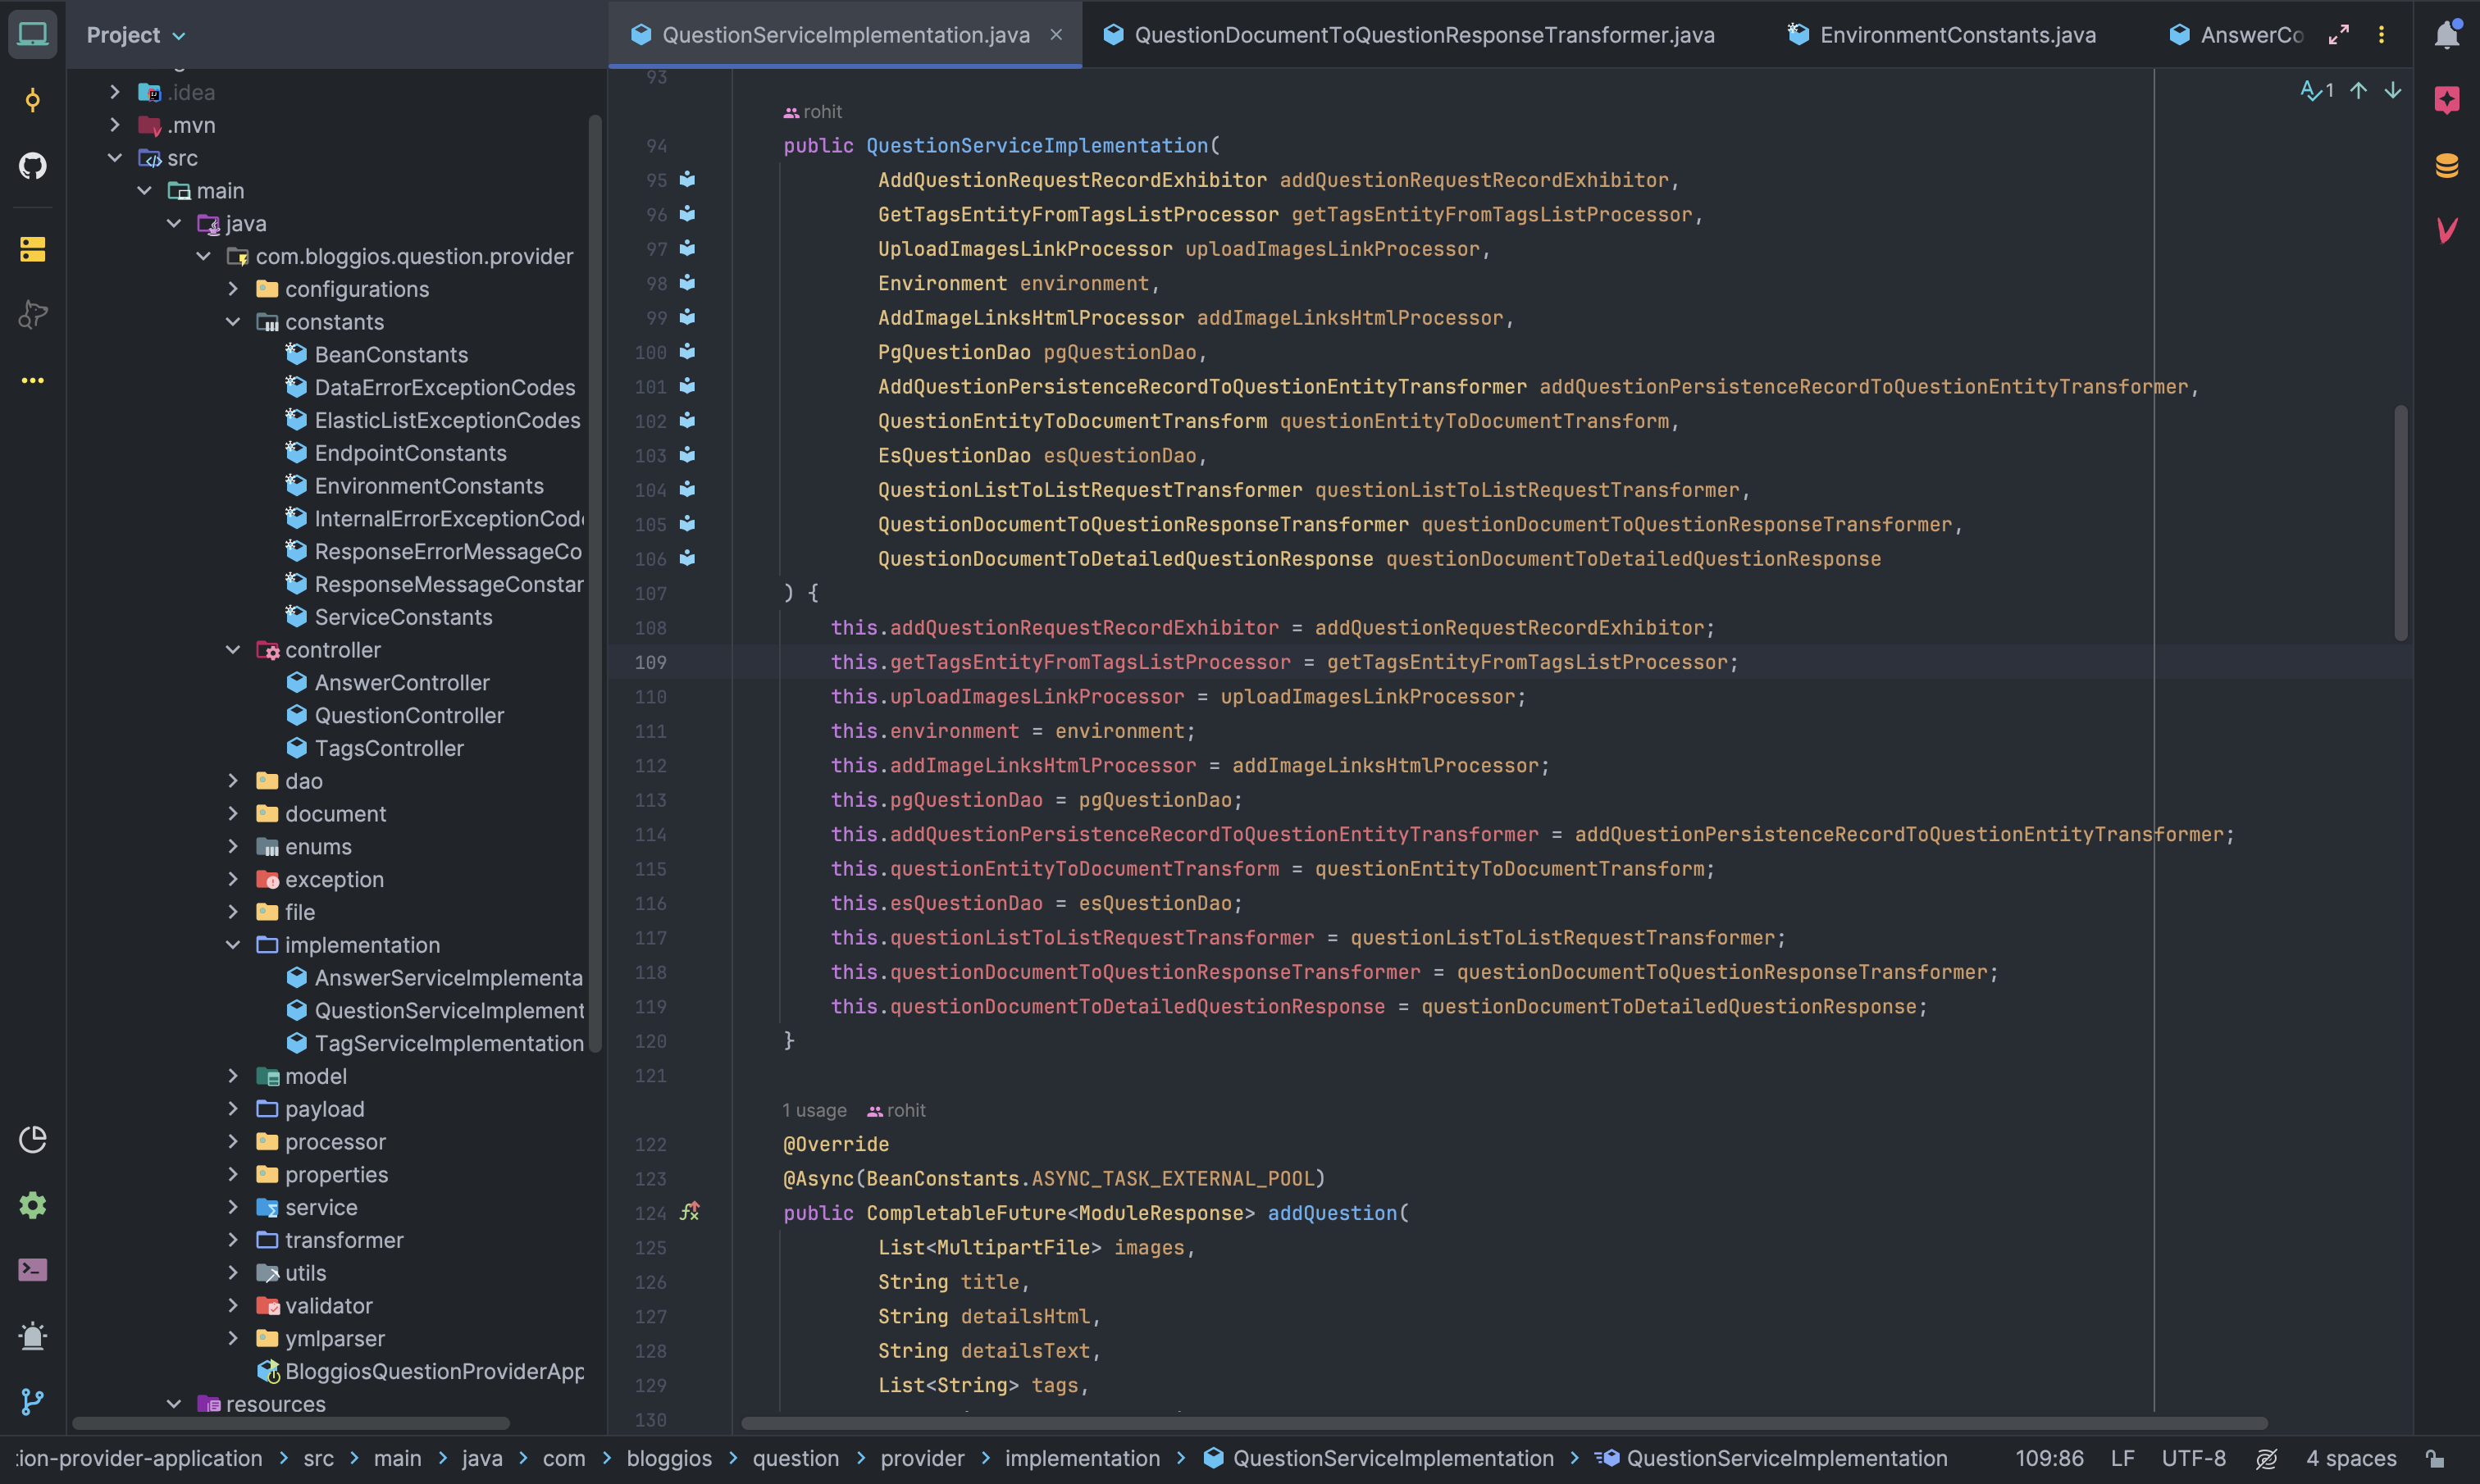 Project
QuestionServiceImplementation.java
QuestionDocumentToQuestionResponseTransformer.java
EnvironmentConstants.java
AnswerCo
.idea
.mvn
src
main
java
com.bloggios.question.provider
configurations
constants
BeanConstants
DataErrorExceptionCodes
ElasticListExceptionCodes
EndpointConstants
EnvironmentConstants
InternalErrorExceptionCod
ResponseErrorMessageCo
ResponseMessageConstan
ServiceConstants
controller
AnswerController
QuestionController
TagsController
dao
document
enums
exception
file
implementation
AnswerServiceImplementa
QuestionServiceImplement
TagServiceImplementation
model
payload
processor
properties
service
transformer
utils
validator
ymlparser
BloggiosQuestionProviderApp
resources
1
93
rohit
94 public QuestionServiceImplementation(
95 AddQuestionRequestRecordExhibitor addQuestionRequestRecordExhibitor,
96 GetTagsEntityFromTagsListProcessor getTagsEntityFromTagsListProcessor,
97 UploadImagesLinkProcessor uploadImagesLinkProcessor,
98 Environment environment,
99 AddImageLinksHtmlProcessor addImageLinksHtmlProcessor,
100 PgQuestionDao pgQuestionDao,
101 AddQuestionPersistenceRecordToQuestionEntityTransformer addQuestionPersistenceRecordToQuestionEntityTransformer,
102 QuestionEntityToDocumentTransform questionEntityToDocumentTransform,
103 EsQuestionDao esQuestionDao,
104 QuestionListToListRequestTransformer questionListToListRequestTransformer,
105 QuestionDocumentToQuestionResponseTransformer questionDocumentToQuestionResponseTransformer,
106 QuestionDocumentToDetailedQuestionResponse questionDocumentToDetailedQuestionResponse
107 ) {
108 this.addQuestionRequestRecordExhibitor = addQuestionRequestRecordExhibitor;
109 this.getTagsEntityFromTagsListProcessor = getTagsEntityFromTagsListProcessor;
110 this.uploadImagesLinkProcessor = uploadImagesLinkProcessor;
111 this.environment = environment;
112 this.addImageLinksHtmlProcessor = addImageLinksHtmlProcessor;
113 this.pgQuestionDao = pgQuestionDao;
114 this.addQuestionPersistenceRecordToQuestionEntityTransformer = addQuestionPersistenceRecordToQuestionEntityTransformer;
115 this.questionEntityToDocumentTransform = questionEntityToDocumentTransform;
116 this.esQuestionDao = esQuestionDao;
117 this.questionListToListRequestTransformer = questionListToListRequestTransformer;
118 this.questionDocumentToQuestionResponseTransformer = questionDocumentToQuestionResponseTransformer;
119 this.questionDocumentToDetailedQuestionResponse = questionDocumentToDetailedQuestionResponse;
120 }
121
1 usage rohit
122 @Override
123 @Async(BeanConstants.ASYNC_TASK_EXTERNAL_POOL)
124 public CompletableFuture<ModuleResponse> addQuestion(
125 List<MultipartFile> images,
126 String title,
127 String detailsHtml,
128 String detailsText,
129 List<String> tags,
130
ion-provider-application > src > main > java > com > bloggios > question > provider > implementation > QuestionServiceImplementation > QuestionServiceImplementation 109:86 LF UTF-8 4 spaces